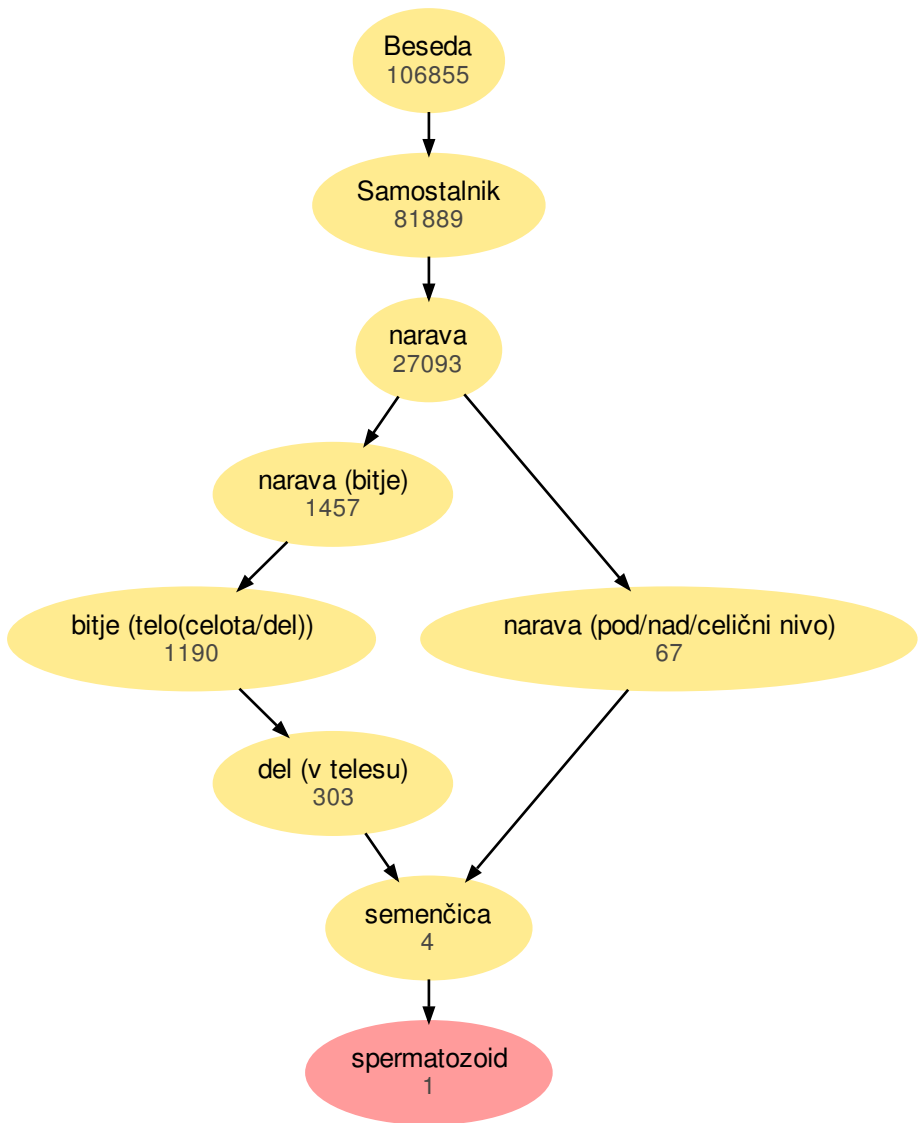 Beseda
106855
Samostalnik
81889
narava
27093
narava (bitje)
1457
bitje (telo(celota/del))
1190
narava (pod/nad/celični nivo)
67
del (v telesu)
303
semenčica
4
spermatozoid
1